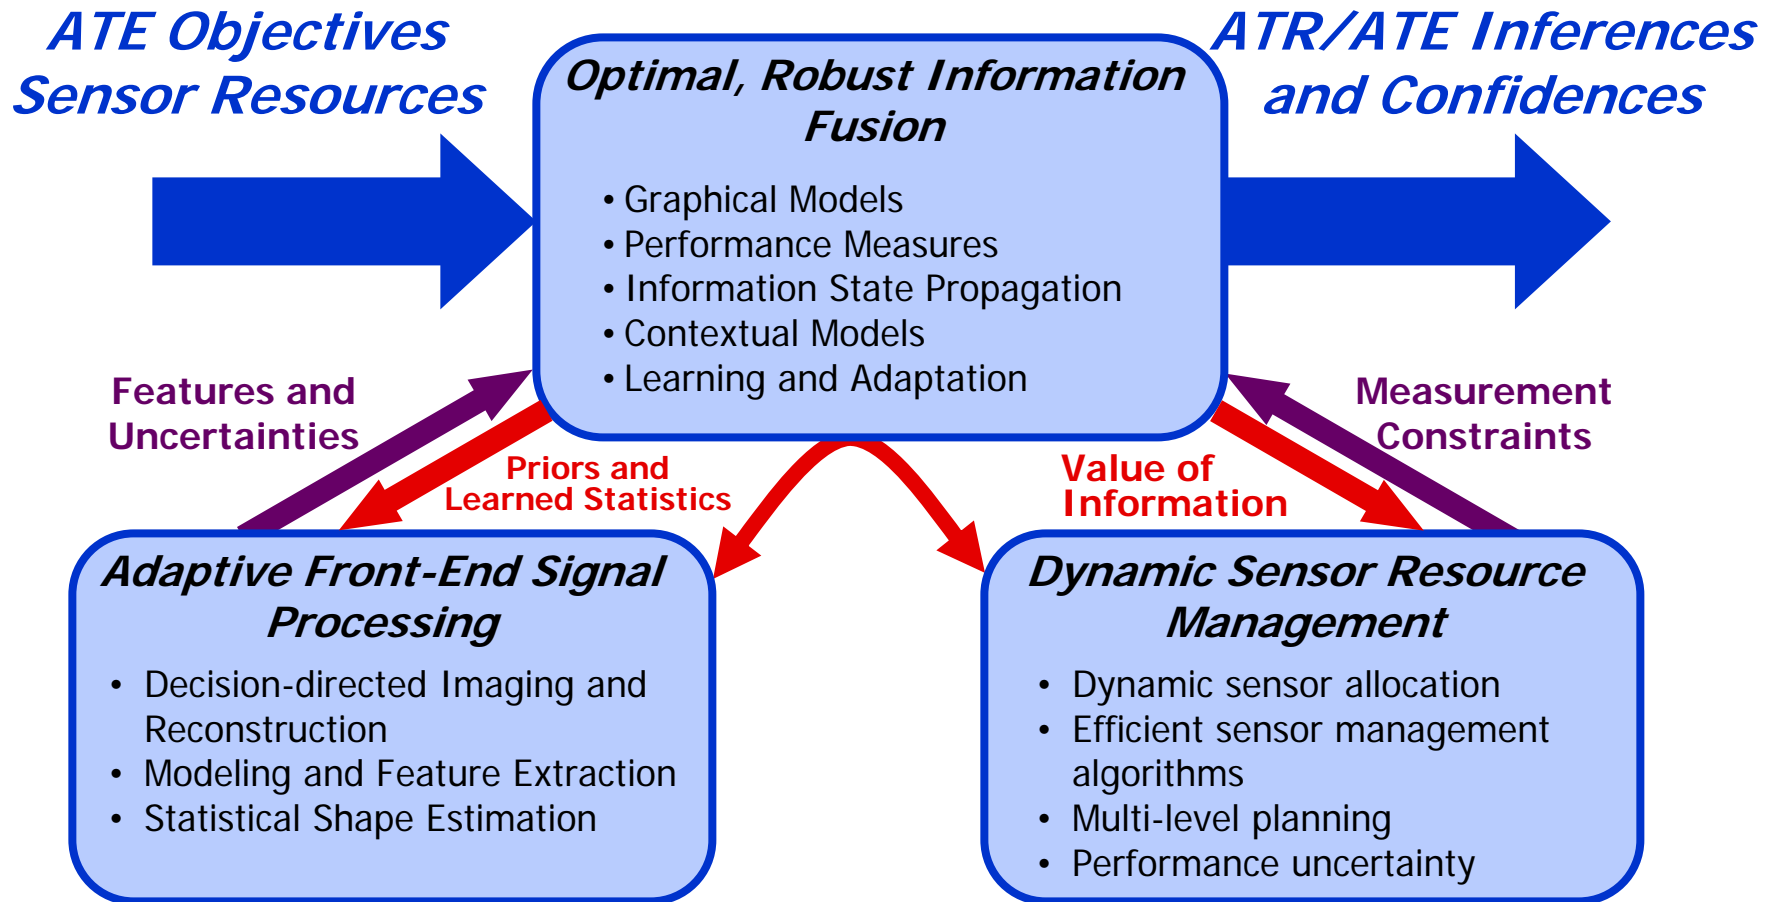 ATE Objectives
Sensor Resources
Optimal, Robust Information
Fusion
• Graphical Models
• Performance Measures
• Information State Propagation
• Contextual Models
• Learning and Adaptation
ATR/ATE Inferences
and Confidences
Features and
Uncertainties
Priors and
Learned Statistics
Value of
Information
Measurement
Constraints
Adaptive Front-End Signal
Processing
• Decision-directed Imaging and
Reconstruction
• Modeling and Feature Extraction
• Statistical Shape Estimation
Dynamic Sensor Resource
Management
• Dynamic sensor allocation
• Efficient sensor management
algorithms
• Multi-level planning
• Performance uncertainty